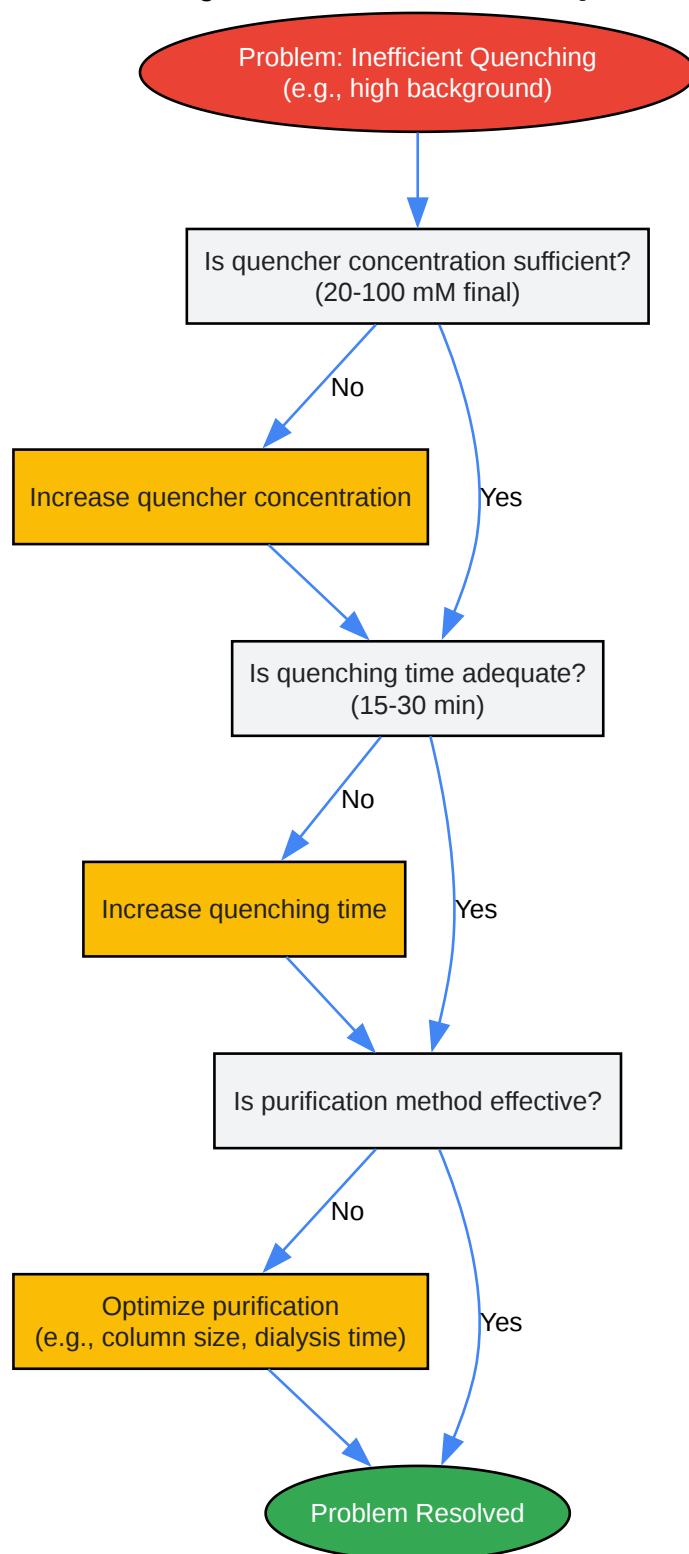 Problem: Inefficient Quenching
(e.g., high background)
Is quencher concentration sufficient?
(20-100 mM final)
No
Increase quencher concentration
Yes
Is quenching time adequate?
(15-30 min)
No
Increase quenching time
Yes
Is purification method effective?
No
Optimize purification
(e.g., column size, dialysis time)
Yes
Problem Resolved